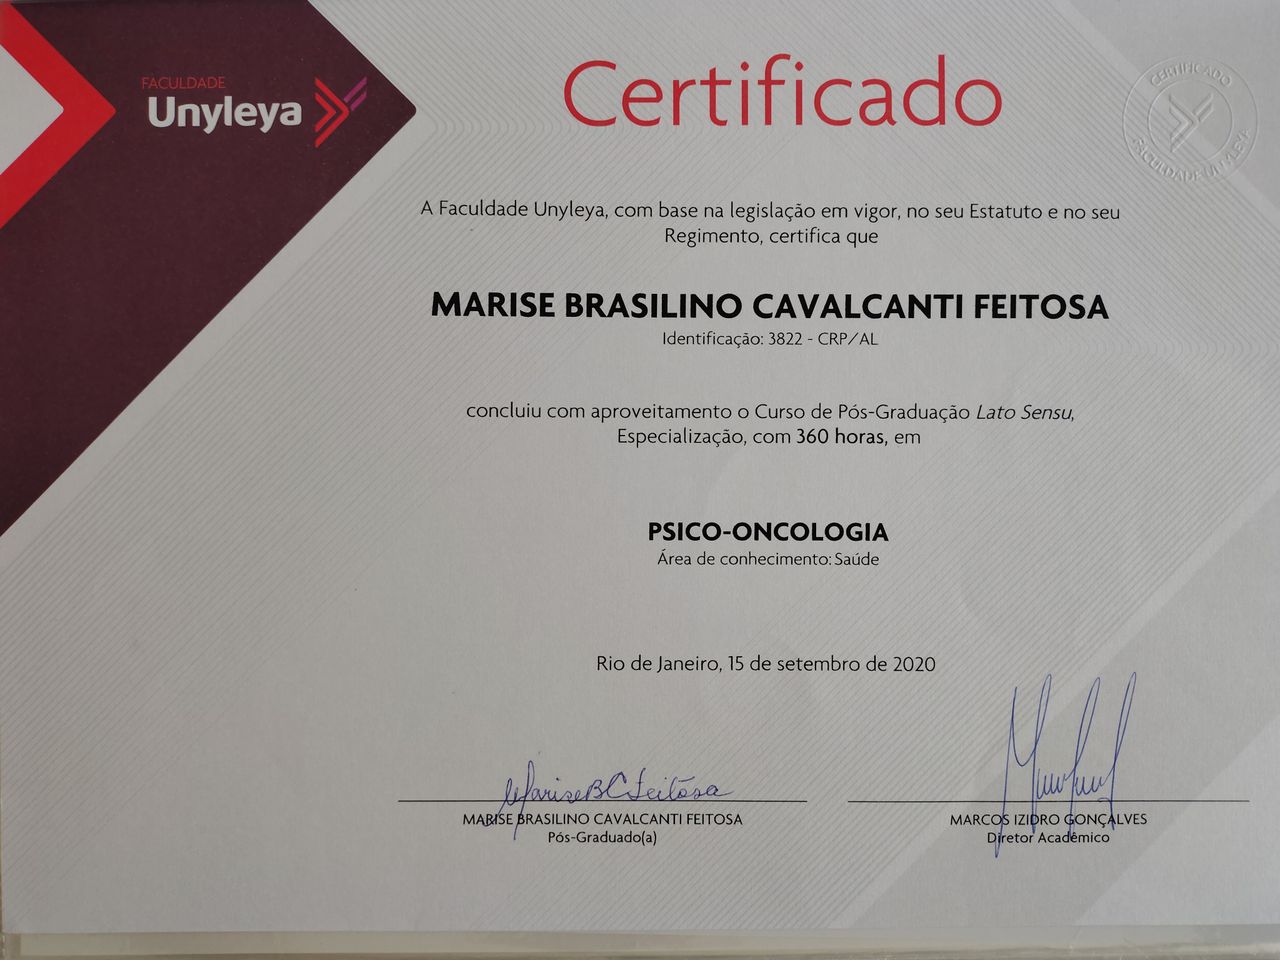 FACULDADE
Unyleya
Certificado
CERTIFICADO
FACULDADE UNYLEYA
A Faculdade Unyleya, com base na legislação em vigor, no seu Estatuto e no seu
Regimento, certifica que
MARISE BRASILINO CAVALCANTI FEITOSA
Identificação: 3822 - CRP/AL
concluiu com aproveitamento o Curso de Pós-Graduação Lato Sensu,
Especialização, com 360 horas, em
PSICO-ONCOLOGIA
Área de conhecimento: Saúde
Rio de Janeiro, 15 de setembro de 2020
Marise B C Feitosa
MARISE BRASILINO CAVALCANTI FEITOSA
Pós-Graduado(a)
MARCOS IZIDRO GONÇALVES
Diretor Acadêmico